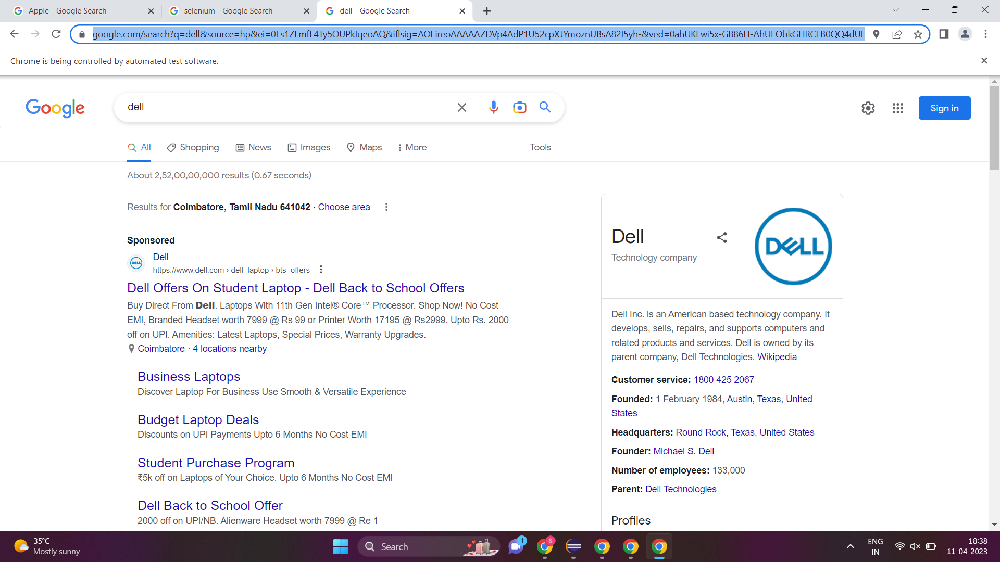 Apple - Google Search
selenium - Google Search
dell - Google Search
google.com/search?q=dell&source=hp&ei=0Fs1ZLmfF4Ty5OUPkIqeoAQ&iflsig=AOEireoAAAAAZDVp4AdP1U52cpXJYmoznUBsA82I5yh-&ved=0ahUKEwi5x-GB86H-AhUEObkGHRCFB0QQ4dUD
Chrome is being controlled by automated test software.
Google
dell
Sign in
All
Shopping
News
Images
Maps
More
Tools
About 2,52,00,00,000 results (0.67 seconds)
Results for Coimbatore, Tamil Nadu 641042 · Choose area
Sponsored
DELL
Dell
https://www.dell.com › dell_laptop › bts_offers
Dell Offers On Student Laptop - Dell Back to School Offers
Buy Direct From Dell. Laptops With 11th Gen Intel® Core™ Processor. Shop Now! No Cost
EMI, Branded Headset worth 7999 @ Rs 99 or Printer Worth 17195 @ Rs2999. Upto Rs. 2000
off on UPI. Amenities: Latest Laptops, Special Prices, Warranty Upgrades.
Coimbatore · 4 locations nearby
Business Laptops
Discover Laptop For Business Use Smooth & Versatile Experience
Budget Laptop Deals
Discounts on UPI Payments Upto 6 Months No Cost EMI
Student Purchase Program
₹5k off on Laptops of Your Choice. Upto 6 Months No Cost EMI
Dell Back to School Offer
2000 off on UPI/NB. Alienware Headset worth 7999 @ Re 1
Dell
Technology company
DELL
Dell Inc. is an American based technology company. It
develops, sells, repairs, and supports computers and
related products and services. Dell is owned by its
parent company, Dell Technologies. Wikipedia
Customer service: 1800 425 2067
Founded: 1 February 1984, Austin, Texas, United
States
Headquarters: Round Rock, Texas, United States
Founder: Michael S. Dell
Number of employees: 133,000
Parent: Dell Technologies
Profiles
35°C
Mostly sunny
Search
1
S
ENG
IN
18:38
11-04-2023